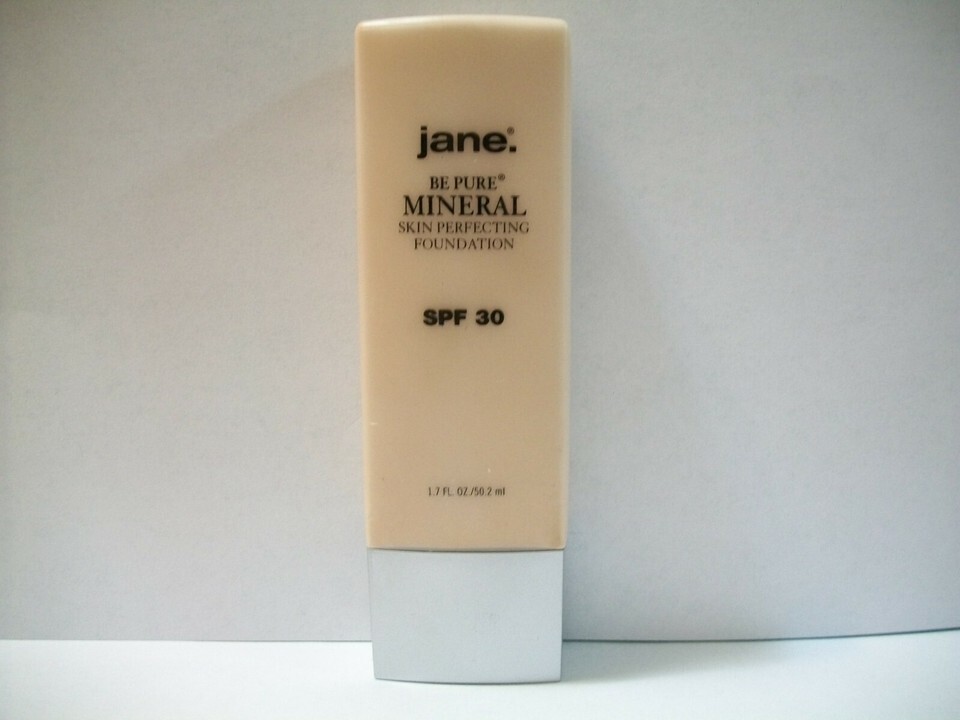 jane.®
BE PURE®
MINERAL
SKIN PERFECTING
FOUNDATION
SPF 30
1.7 FL. OZ./50.2 ml